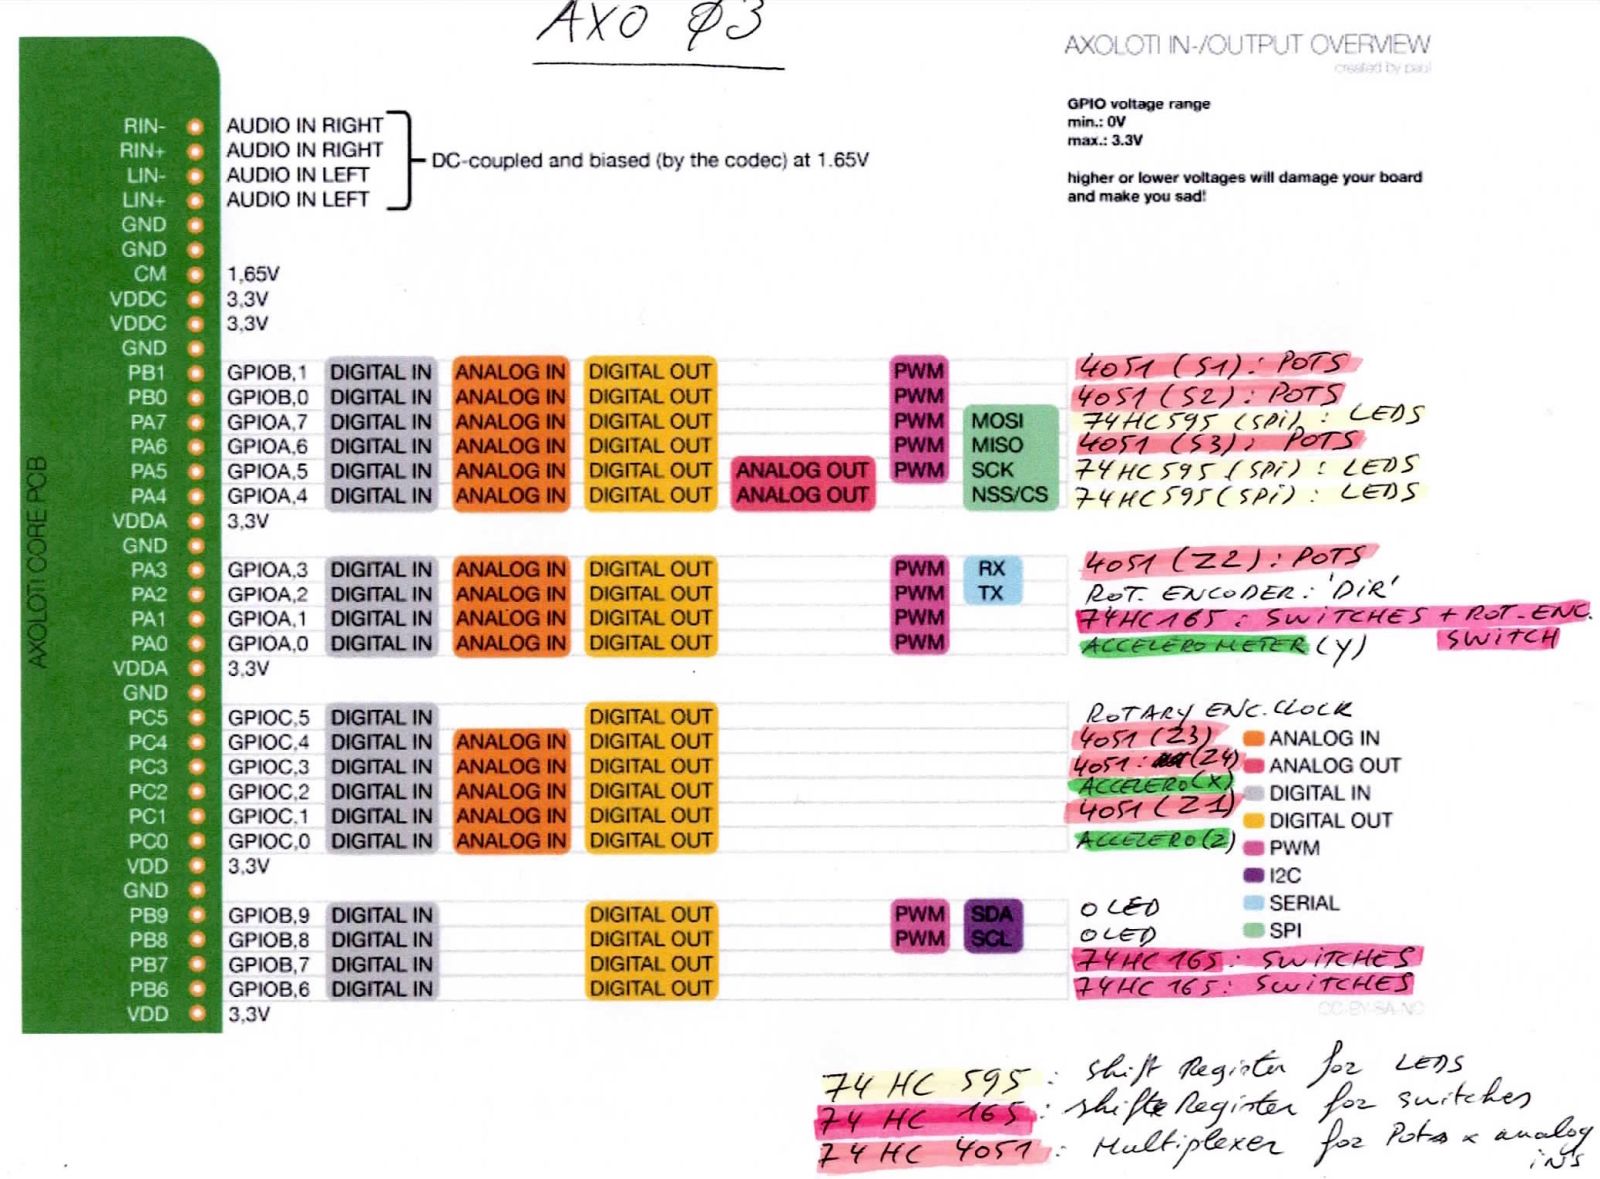 AXO Ø3
AXOLOTI IN-/OUTPUT OVERVIEW
created by paul
GPIO voltage range
min.: 0V
max.: 3.3V
higher or lower voltages will damage your board
and make you sad!
AXOLOTI CORE PCB
RIN- AUDIO IN RIGHT
RIN+ AUDIO IN RIGHT
LIN- AUDIO IN LEFT
LIN+ AUDIO IN LEFT
DC-coupled and biased (by the codec) at 1.65V
GND
GND
CM 1,65V
VDDC 3,3V
VDDC 3,3V
GND
PB1 GPIOB,1 DIGITAL IN ANALOG IN DIGITAL OUT PWM 4051 (S1): POTS
PB0 GPIOB,0 DIGITAL IN ANALOG IN DIGITAL OUT PWM 4051 (S2): POTS
PA7 GPIOA,7 DIGITAL IN ANALOG IN DIGITAL OUT PWM MOSI 74HC595 (SPi): LEDS
PA6 GPIOA,6 DIGITAL IN ANALOG IN DIGITAL OUT PWM MISO 4051 (S3): POTS
PA5 GPIOA,5 DIGITAL IN ANALOG IN DIGITAL OUT ANALOG OUT PWM SCK 74HC595 (SPi): LEDS
PA4 GPIOA,4 DIGITAL IN ANALOG IN DIGITAL OUT ANALOG OUT NSS/CS 74HC595 (SPi): LEDS
VDDA 3,3V
GND
PA3 GPIOA,3 DIGITAL IN ANALOG IN DIGITAL OUT PWM RX 4051 (Z2): POTS
PA2 GPIOA,2 DIGITAL IN ANALOG IN DIGITAL OUT PWM TX ROT. ENCODER: 'DiR'
PA1 GPIOA,1 DIGITAL IN ANALOG IN DIGITAL OUT PWM 74HC165: SWiTCHES + ROT-ENC.
PA0 GPIOA,0 DIGITAL IN ANALOG IN DIGITAL OUT PWM ACCELEROMETER (Y) SWiTCH
VDDA 3,3V
GND
PC5 GPIOC,5 DIGITAL IN DIGITAL OUT ROTARY ENC.CLOCK
PC4 GPIOC,4 DIGITAL IN ANALOG IN DIGITAL OUT 4051 (Z3)
PC3 GPIOC,3 DIGITAL IN ANALOG IN DIGITAL OUT 4051: (Z4)
PC2 GPIOC,2 DIGITAL IN ANALOG IN DIGITAL OUT ACCELERO(X)
PC1 GPIOC,1 DIGITAL IN ANALOG IN DIGITAL OUT 4051 (Z1)
PC0 GPIOC,0 DIGITAL IN ANALOG IN DIGITAL OUT ACCELERO(Z)
VDD 3,3V
GND
PB9 GPIOB,9 DIGITAL IN DIGITAL OUT PWM SDA OLED
PB8 GPIOB,8 DIGITAL IN DIGITAL OUT PWM SCL OLED
PB7 GPIOB,7 DIGITAL IN DIGITAL OUT 74HC165: SWiTCHES
PB6 GPIOB,6 DIGITAL IN DIGITAL OUT 74HC165: SWiTCHES
VDD 3,3V
ANALOG IN
ANALOG OUT
DIGITAL IN
DIGITAL OUT
PWM
I2C
SERIAL
SPI
CC-BY-SA-NC
74 HC 595: Shift Register for LEDS
74 HC 165: Shift Register for switches
74 HC 4051: Multiplexer for Pots x analog
iNS